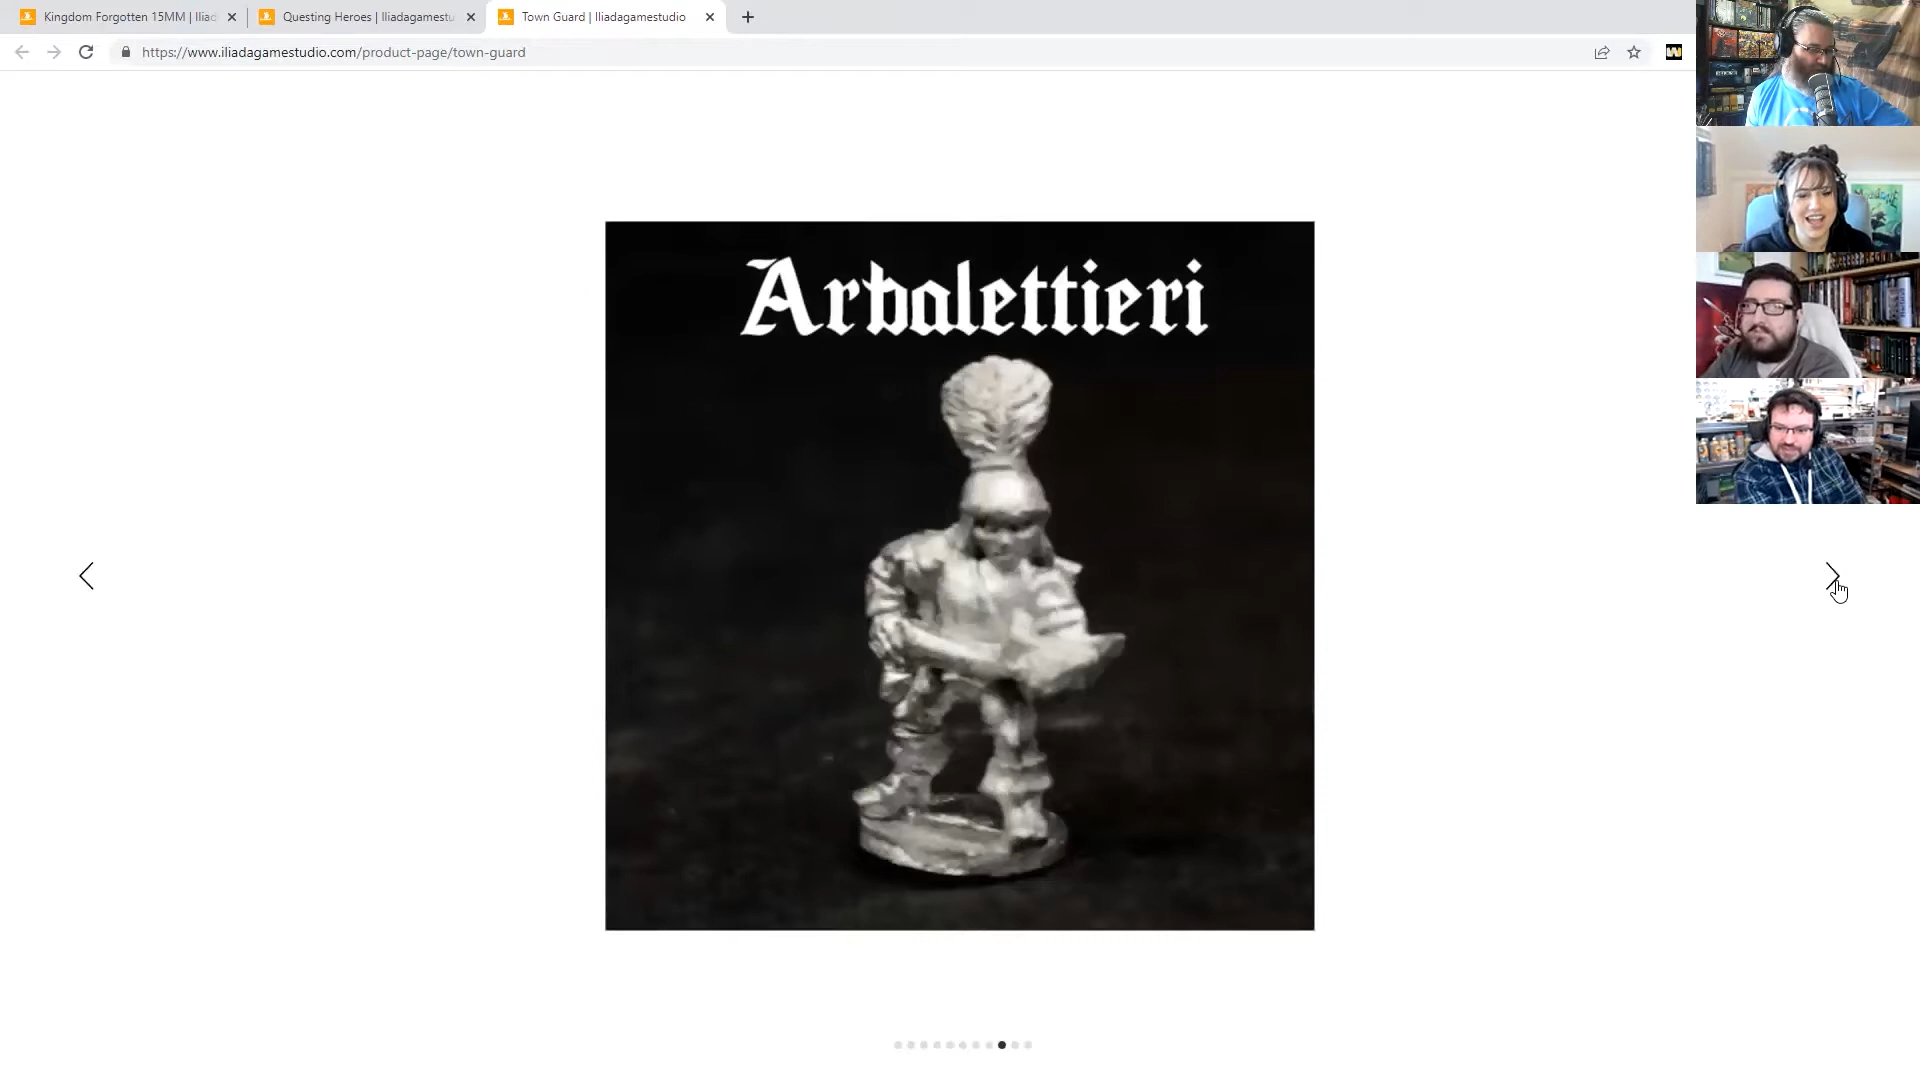 Kingdom Forgotten 15MM | Iliad
Questing Heroes | Iliadagamestu
Town Guard | Iliadagamestudio
https://www.iliadagamestudio.com/product-page/town-guard
Arbalettieri